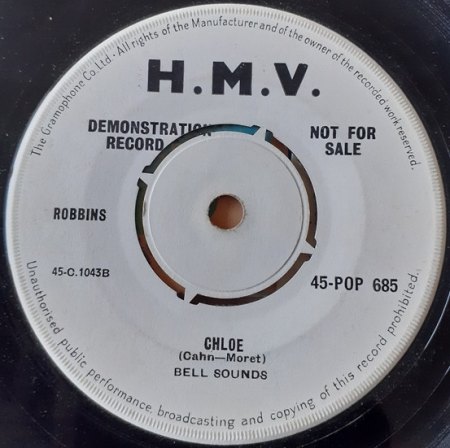 The Gramophone Co. Ltd. · All rights of the Manufacturer and of the owner of the recorded work reserved.
H.M.V.
DEMONSTRATION
RECORD
NOT FOR
SALE
ROBBINS
45-C.1043B
45-POP 685
CHLOE
(Cahn—Moret)
BELL SOUNDS
Unauthorised public performance, broadcasting and copying of this record prohibited.